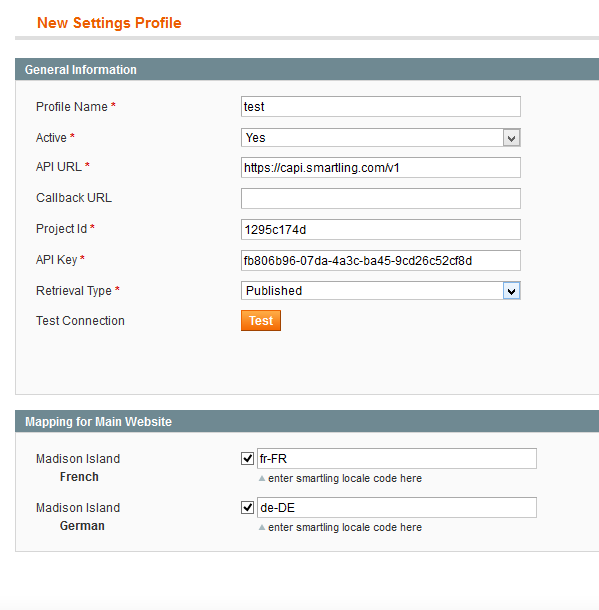 New Settings Profile
General Information
Profile Name *
test
Active *
Yes
API URL *
https://capi.smartling.com/v1
Callback URL
Project Id *
1295c174d
API Key *
fb806b96-07da-4a3c-ba45-9cd26c52cf8d
Retrieval Type *
Published
Test Connection
Test
Mapping for Main Website
Madison Island
fr-FR
French
enter smartling locale code here
Madison Island
de-DE
German
enter smartling locale code here